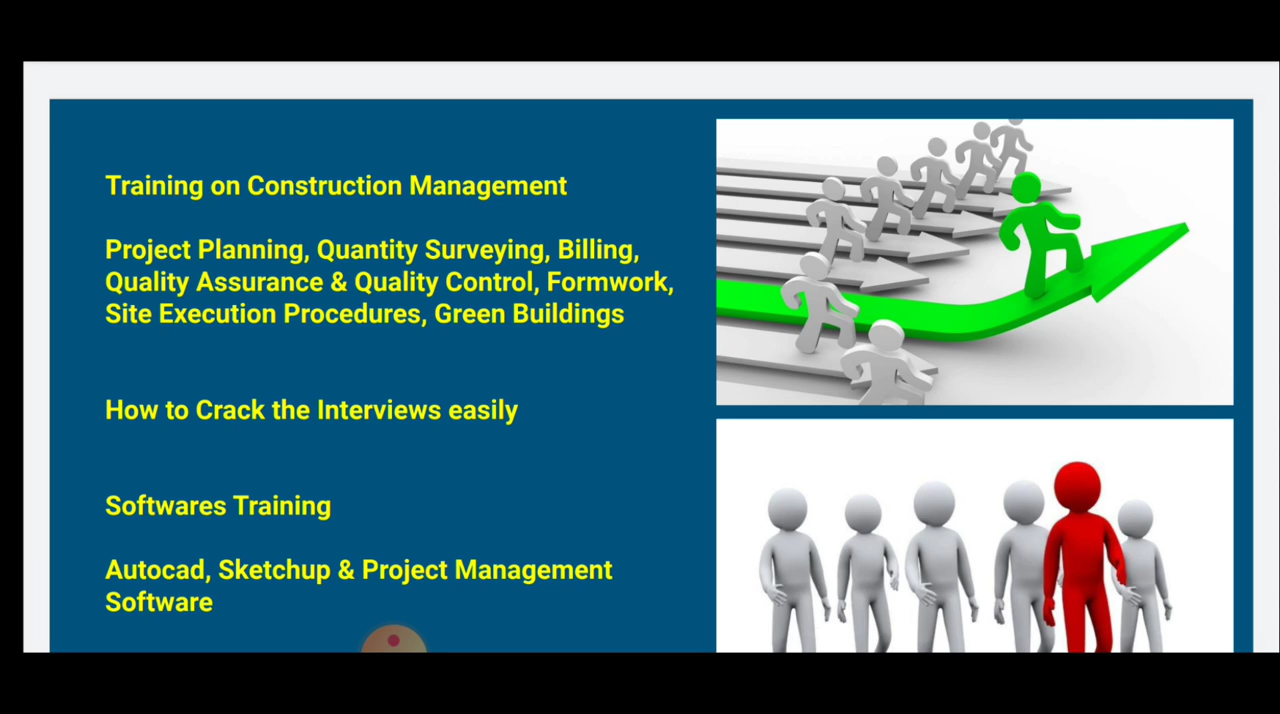 Training on Construction Management
Project Planning, Quantity Surveying, Billing,
Quality Assurance & Quality Control, Formwork,
Site Execution Procedures, Green Buildings
How to Crack the Interviews easily
Softwares Training
Autocad, Sketchup & Project Management
Software